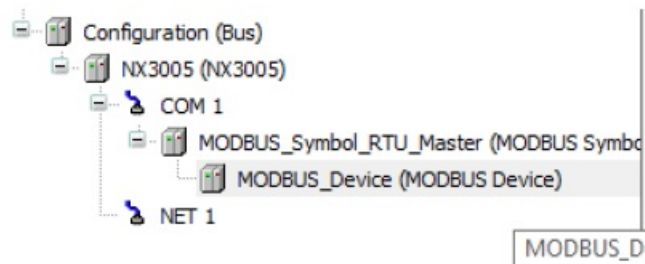 Configuration (Bus)
NX3005 (NX3005)
COM 1
MODBUS_Symbol_RTU_Master (MODBUS Symbo
MODBUS_Device (MODBUS Device)
NET 1
MODBUS_D